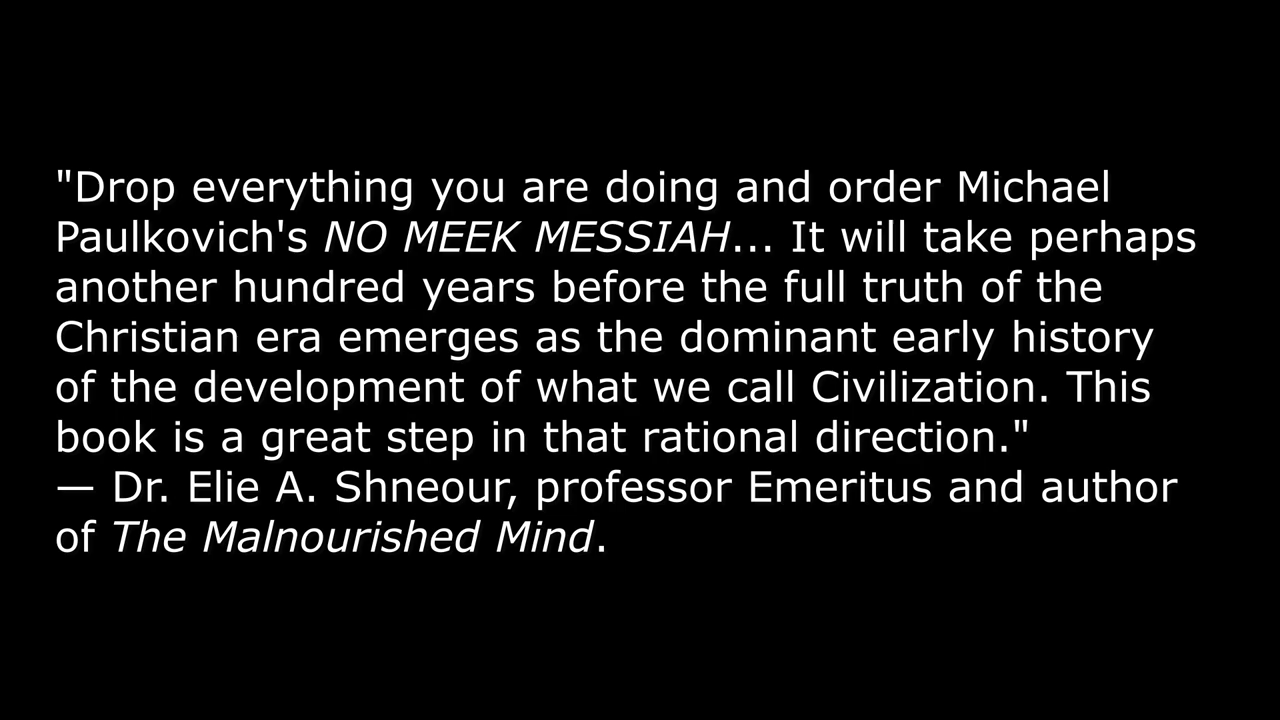 "Drop everything you are doing and order Michael
Paulkovich's NO MEEK MESSIAH... It will take perhaps
another hundred years before the full truth of the
Christian era emerges as the dominant early history
of the development of what we call Civilization. This
book is a great step in that rational direction."
— Dr. Elie A. Shneour, professor Emeritus and author
of The Malnourished Mind.